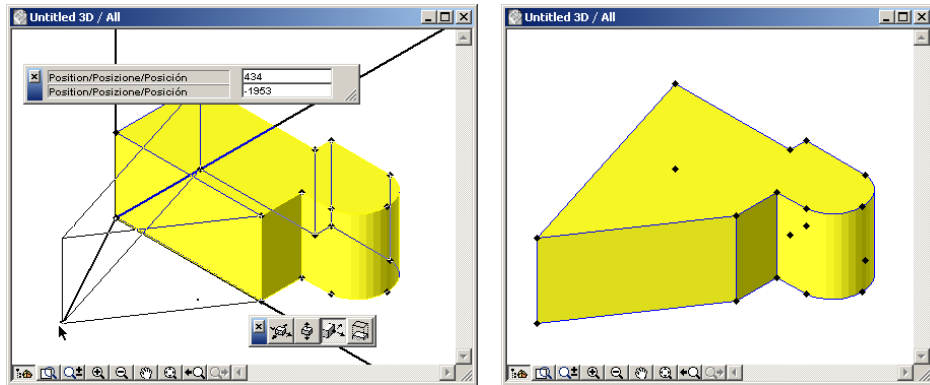 Untitled 3D / All
Position/Posizione/Posición 434
Position/Posizione/Posición -1953
Untitled 3D / All